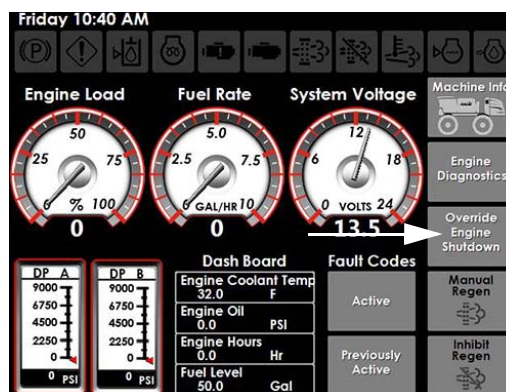 Friday 10:40 AM
Engine Load
50
25
75
0
%
100
0
Fuel Rate
5.0
2.5
7.5
0
GAL/HR
10
0
System Voltage
12
6
18
0
VOLTS
24
13.5
Machine Info
Engine
Diagnostics
Override
Engine
Shutdown
Manual
Regen
Inhibit
Regen
DP A
9000
6750
4500
2250
0
0 PSI
DP B
9000
6750
4500
2250
0
0 PSI
Dash Board
Engine Coolant Temp
32.0 F
Engine Oil
0.0 PSI
Engine Hours
0.0 Hr
Fuel Level
50.0 Gal
Fault Codes
Active
Previously
Active